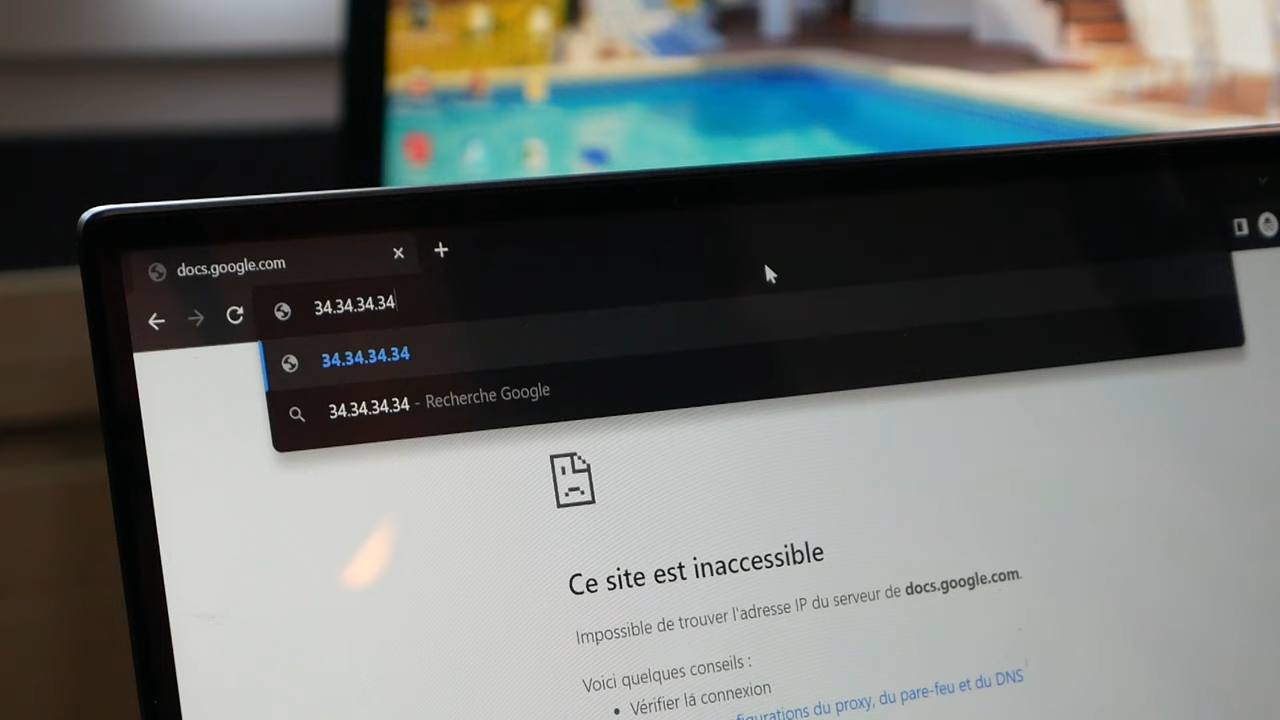 docs.google.com
34.34.34.34
34.34.34.34
34.34.34.34 - Recherche Google
Ce site est inaccessible
Impossible de trouver l'adresse IP du serveur de docs.google.com.
Voici quelques conseils :
• Vérifier la connexion
du proxy, du pare-feu et du DNS